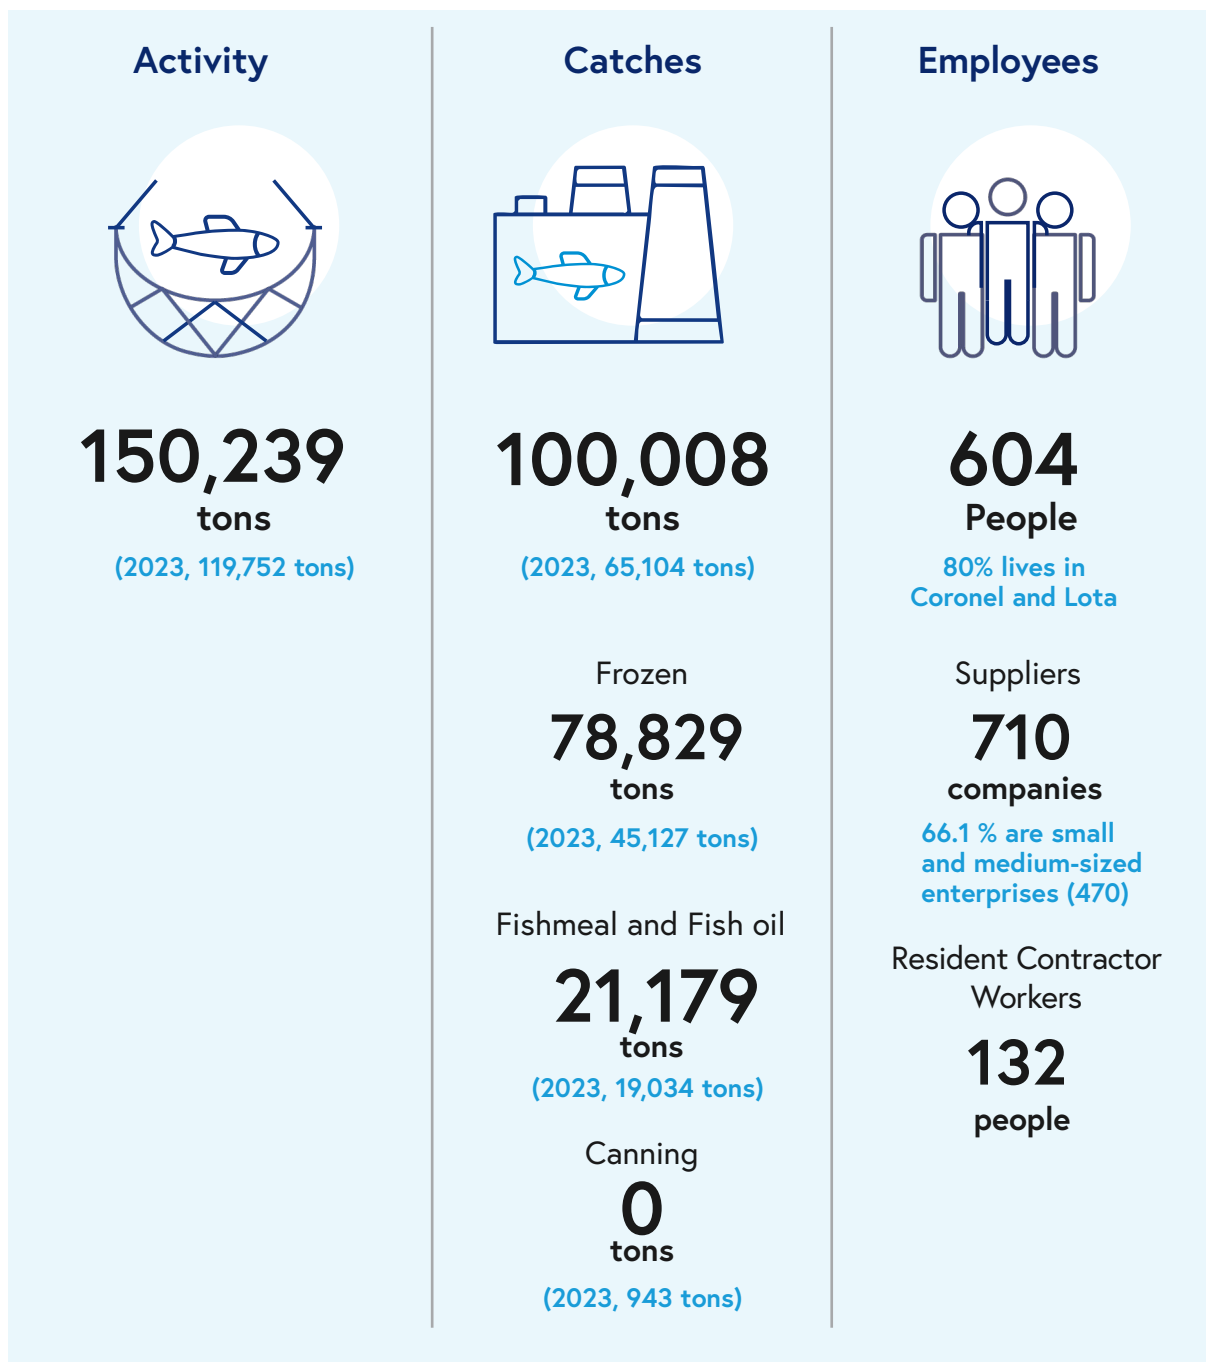 Activity
150,239
tons
(2023, 119,752 tons)
Catches
100,008
tons
(2023, 65,104 tons)
Frozen
78,829
tons
(2023, 45,127 tons)
Fishmeal and Fish oil
21,179
tons
(2023, 19,034 tons)
Canning
0
tons
(2023, 943 tons)
Employees
604
People
80% lives in
Coronel and Lota
Suppliers
710
companies
66.1 % are small
and medium-sized
enterprises (470)
Resident Contractor
Workers
132
people